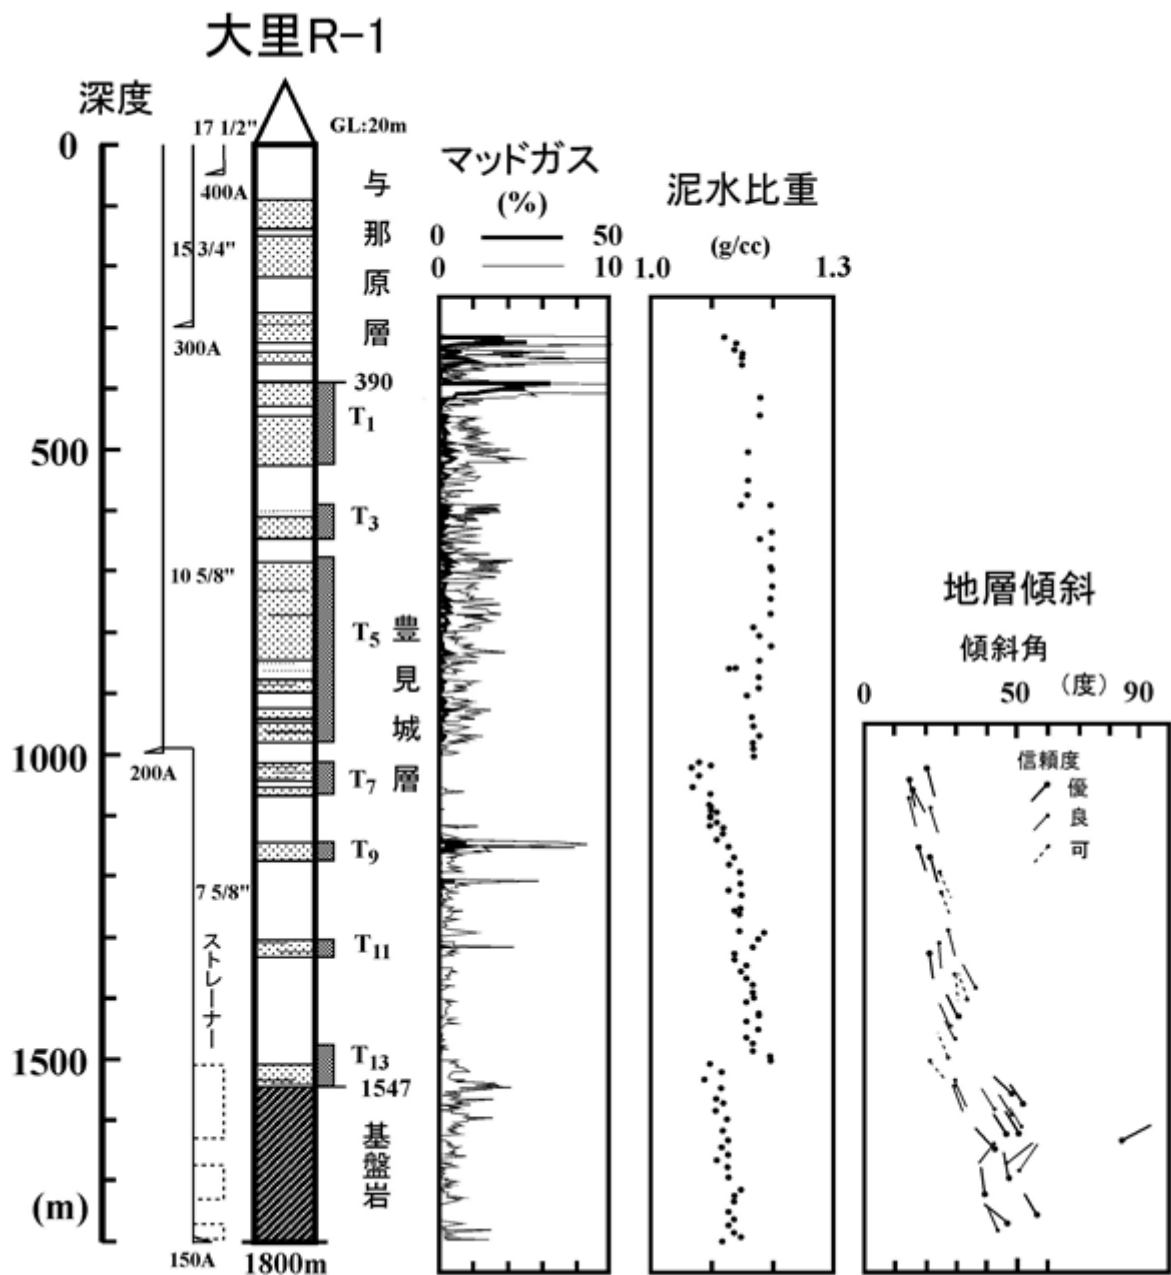 大里R-1
深度
17 1/2"
GL:20m
0
400A
与那原層
15 3/4"
300A
390
T1
500
T3
10 5/8"
T5
豊見城層
1000
200A
T7
T9
7 5/8"
ストレーナー
T11
T13
1500
1547
基盤岩
(m)
150A
1800m
マッドガス
(%)
0 50
0 10
泥水比重
(g/cc)
1.0 1.3
地層傾斜
傾斜角
(度)
0 50 90
信頼度
優
良
可